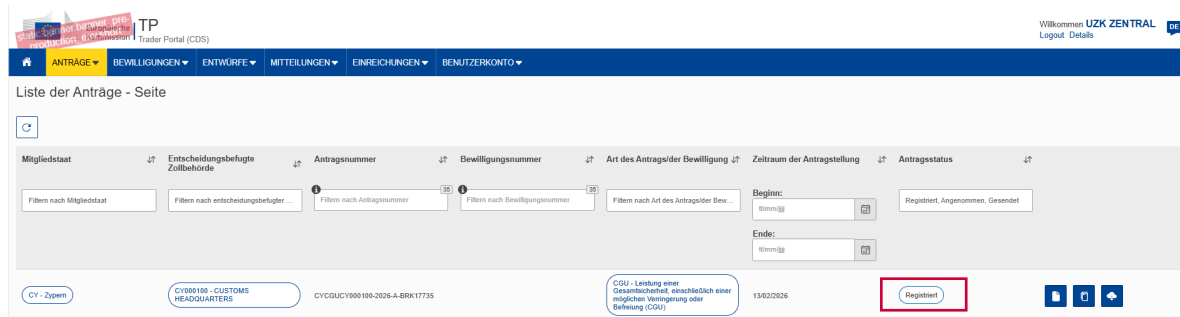 static banner banner_pre-
production_element
Europäische
Kommission
TP
Trader Portal (CDS)
Willkommen UZK ZENTRAL
Logout Details
DE
ANTRÄGE
BEWILLIGUNGEN
ENTWÜRFE
MITTEILUNGEN
EINREICHUNGEN
BENUTZERKONTO
Liste der Anträge - Seite
Mitgliedstaat
Entscheidungsbefugte
Zollbehörde
Antragsnummer
Bewilligungsnummer
Art des Antrags/der Bewilligung
Zeitraum der Antragstellung
Antragsstatus
Filtern nach Mitgliedstaat
Filtern nach entscheidungsbefugter ...
35
Filtern nach Antragsnummer
35
Filtern nach Bewilligungsnummer
Filtern nach Art des Antrags/der Bew...
Beginn:
tt/mm/jjjj
Ende:
tt/mm/jjjj
Registriert, Angenommen, Gesendet
CY - Zypern
CY000100 - CUSTOMS
HEADQUARTERS
CYCGUCY000100-2026-A-BRK17735
CGU - Leistung einer
Gesamtsicherheit, einschließlich einer
möglichen Verringerung oder
Befreiung (CGU)
13/02/2026
Registriert